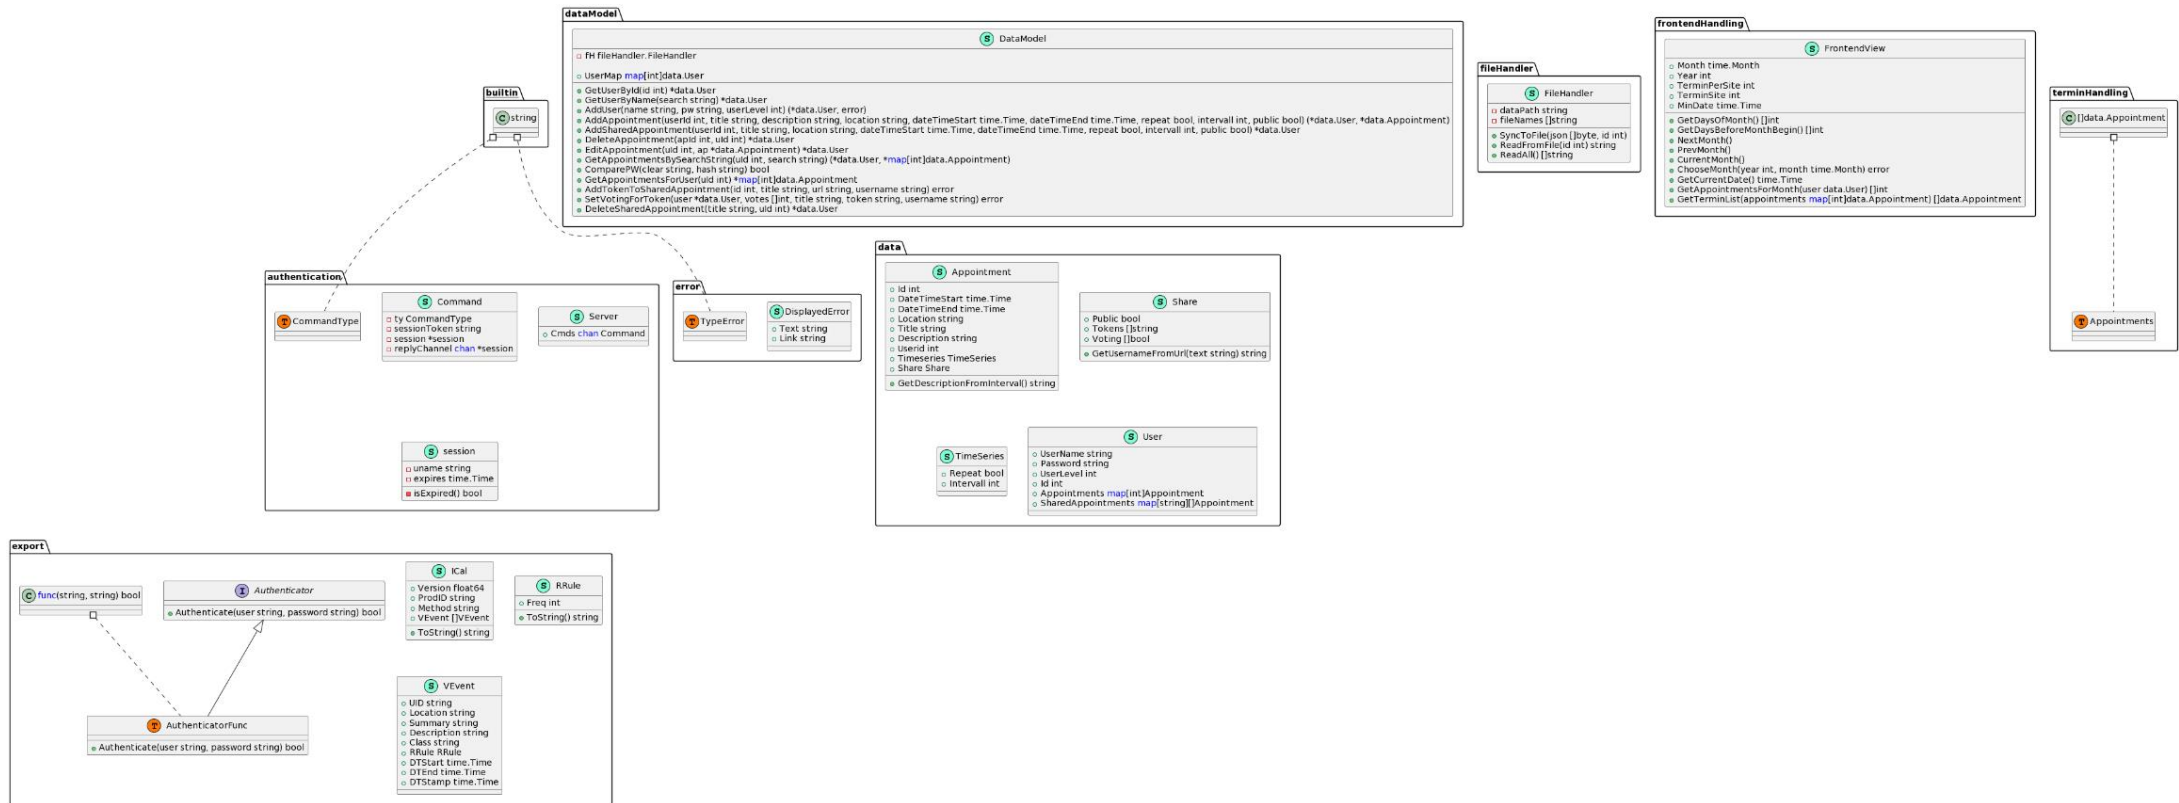 dataModel
S DataModel
fH fileHandler.FileHandler
UserMap map[int]data.User
GetUserById(id int) *data.User
GetUserByName(search string) *data.User
AddUser(name string, pw string, userLevel int) (*data.User, error)
AddAppointment(userId int, title string, description string, location string, dateTimeStart time.Time, dateTimeEnd time.Time, repeat bool, intervall int, public bool) (*data.User, *data.Appointment)
AddSharedAppointment(userId int, title string, location string, dateTimeStart time.Time, dateTimeEnd time.Time, repeat bool, intervall int, public bool) *data.User
DeleteAppointment(apId int, uid int) *data.User
EditAppointment(uid int, ap *data.Appointment) *data.User
GetAppointmentsBySearchString(uid int, search string) (*data.User, *map[int]data.Appointment)
ComparePW(clear string, hash string) bool
GetAppointmentsForUser(uid int) *map[int]data.Appointment
AddTokenToSharedAppointment(id int, title string, url string, username string) error
SetVotingForToken(user *data.User, votes []int, title string, token string, username string) error
DeleteSharedAppointment(title string, uid int) *data.User
builtin
C string
fileHandler
S FileHandler
dataPath string
fileNames []string
SyncToFile(json []byte, id int)
ReadFromFile(id int) string
ReadAll() []string
frontendHandling
S FrontendView
Month time.Month
Year int
TerminPerSite int
TerminSite int
MinDate time.Time
GetDaysOfMonth() []int
GetDaysBeforeMonthBegin() []int
NextMonth()
PrevMonth()
CurrentMonth()
ChooseMonth(year int, month time.Month) error
GetCurrentDate() time.Time
GetAppointmentsForMonth(user data.User) []int
GetTerminList(appointments map[int]data.Appointment) []data.Appointment
terminHandling
C []data.Appointment
T Appointments
authentication
T CommandType
S Command
ty CommandType
sessionToken string
session *session
replyChannel chan *session
S Server
Cmds chan Command
S session
uname string
expires time.Time
isExpired() bool
error
T TypeError
S DisplayedError
Text string
Link string
data
S Appointment
Id int
DateTimeStart time.Time
DateTimeEnd time.Time
Location string
Title string
Description string
Userid int
Timeseries TimeSeries
Share Share
GetDescriptionFromInterval() string
S Share
Public bool
Tokens []string
Voting []bool
GetUsernameFromUrl(text string) string
S TimeSeries
Repeat bool
Intervall int
S User
UserName string
Password string
UserLevel int
Id int
Appointments map[int]Appointment
SharedAppointments map[string][]Appointment
export
C func(string, string) bool
I Authenticator
Authenticate(user string, password string) bool
T AuthenticatorFunc
Authenticate(user string, password string) bool
S ICal
Version float64
ProdID string
Method string
VEvent []VEvent
ToString() string
S RRule
Freq int
ToString() string
S VEvent
UID string
Location string
Summary string
Description string
Class string
RRule RRule
DTStart time.Time
DTEnd time.Time
DTStamp time.Time